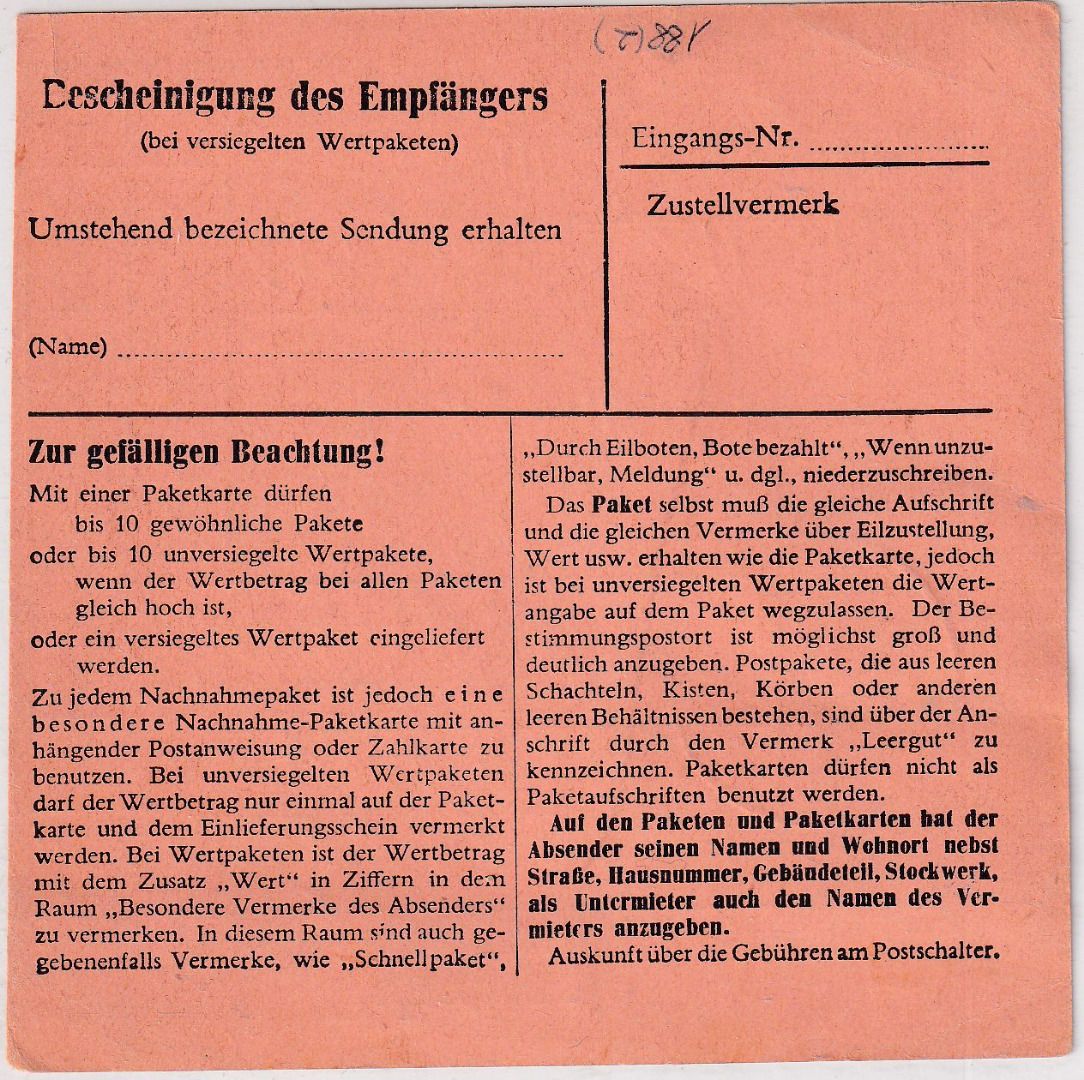 Bescheinigung des Empfängers
(bei versiegelten Wertpaketen)
Umstehend bezeichnete Sendung erhalten
(Name)
Eingangs-Nr.
Zustellvermerk
Zur gefälligen Beachtung!
Mit einer Paketkarte dürfen
bis 10 gewöhnliche Pakete
oder bis 10 unversiegelte Wertpakete,
wenn der Wertbetrag bei allen Paketen
gleich hoch ist,
oder ein versiegeltes Wertpaket eingeliefert
werden.
Zu jedem Nachnahmepaket ist jedoch eine
besondere Nachnahme-Paketkarte mit an-
hängender Postanweisung oder Zahlkarte zu
benutzen. Bei unversiegelten Wertpaketen
darf der Wertbetrag nur einmal auf der Paket-
karte und dem Einlieferungsschein vermerkt
werden. Bei Wertpaketen ist der Wertbetrag
mit dem Zusatz „Wert“ in Ziffern in dem
Raum „Besondere Vermerke des Absenders“
zu vermerken. In diesem Raum sind auch ge-
gebenenfalls Vermerke, wie „Schnellpaket“,
„Durch Eilboten, Bote bezahlt“, „Wenn unzu-
stellbar, Meldung“ u. dgl., niederzuschreiben.
Das Paket selbst muß die gleiche Aufschrift
und die gleichen Vermerke über Eilzustellung,
Wert usw. erhalten wie die Paketkarte, jedoch
ist bei unversiegelten Wertpaketen die Wert-
angabe auf dem Paket wegzulassen. Der Be-
stimmungspostort ist möglichst groß und
deutlich anzugeben. Postpakete, die aus leeren
Schachteln, Kisten, Körben oder anderen
leeren Behältnissen bestehen, sind über der An-
schrift durch den Vermerk „Leergut“ zu
kennzeichnen. Paketkarten dürfen nicht als
Paketaufschriften benutzt werden.
Auf den Paketen und Paketkarten hat der
Absender seinen Namen und Wohnort nebst
Straße, Hausnummer, Gebäudeteil, Stockwerk,
als Untermieter auch den Namen des Ver-
mieters anzugeben.
Auskunft über die Gebühren am Postschalter.